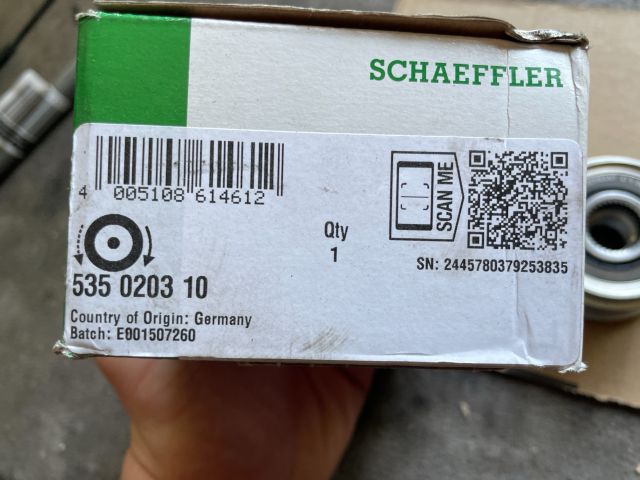 SCHAEFFLER
4 005108 614612
SCAN ME
Qty
1
SN: 2445780379253835
535 0203 10
Country of Origin: Germany
Batch: E001507260